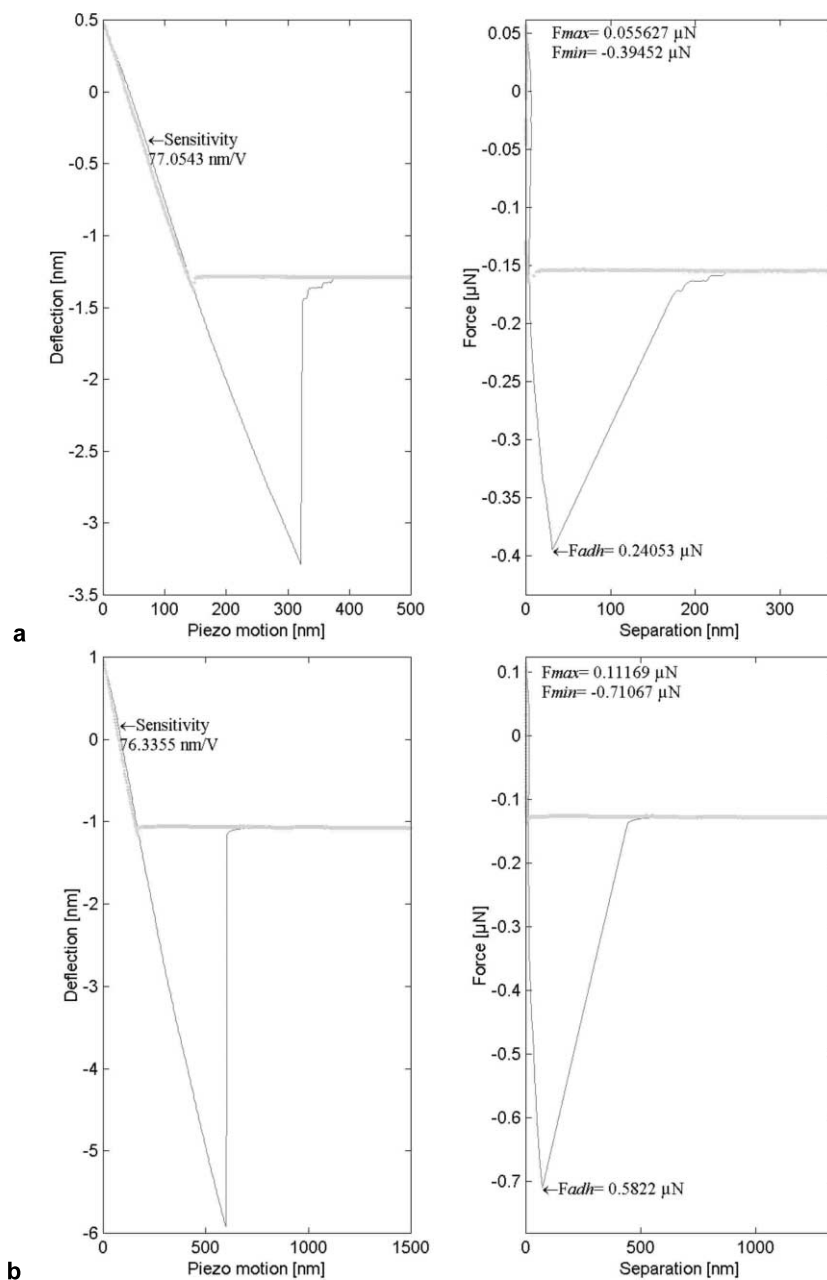 0.5
0
-0.5
-1
-1.5
-2
-2.5
-3
-3.5
Deflection [nm]
←Sensitivity
77.0543 nm/V
0 100 200 300 400 500
Piezo motion [nm]
0.05
0
0.05
-0.1
-0.15
-0.2
-0.25
-0.3
-0.35
-0.4
Force [µN]
Fmax= 0.055627 µN
Fmin= -0.39452 µN
←Fadh= 0.24053 µN
0 100 200 300
Separation [nm]
a
1
0
-1
-2
-3
-4
-5
-6
Deflection [nm]
←Sensitivity
76.3355 nm/V
0 500 1000 1500
Piezo motion [nm]
0.1
0
-0.1
-0.2
-0.3
-0.4
-0.5
-0.6
-0.7
Force [µN]
Fmax= 0.11169 µN
Fmin= -0.71067 µN
←Fadh= 0.5822 µN
0 500 1000
Separation [nm]
b